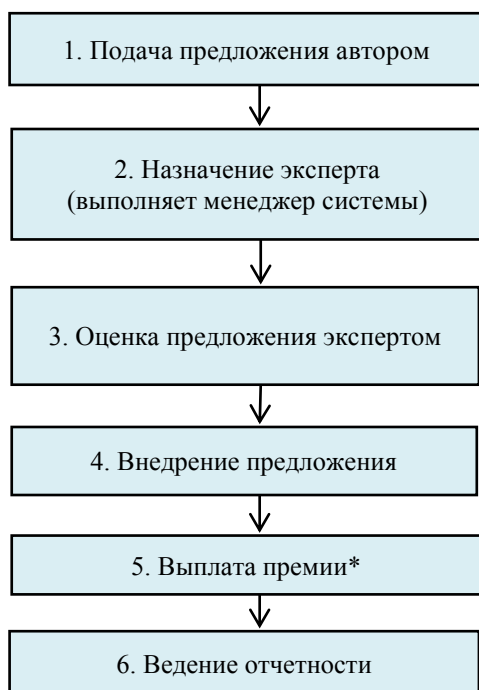 1. Подача предложения автором
2. Назначение эксперта
(выполняет менеджер системы)
3. Оценка предложения экспертом
4. Внедрение предложения
5. Выплата премии*
6. Ведение отчетности